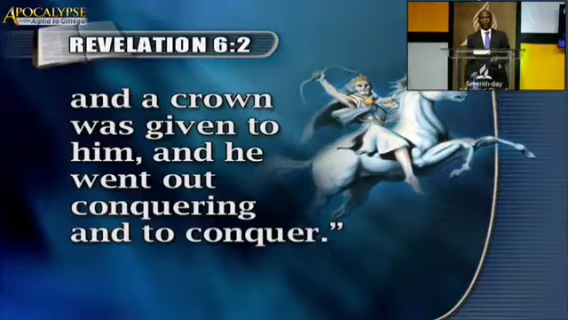 APOCALYPSE
from Alpha to Omega
REVELATION 6:2
and a crown
was given to
him, and he
went out
conquering
and to conquer.”
Seventh-day